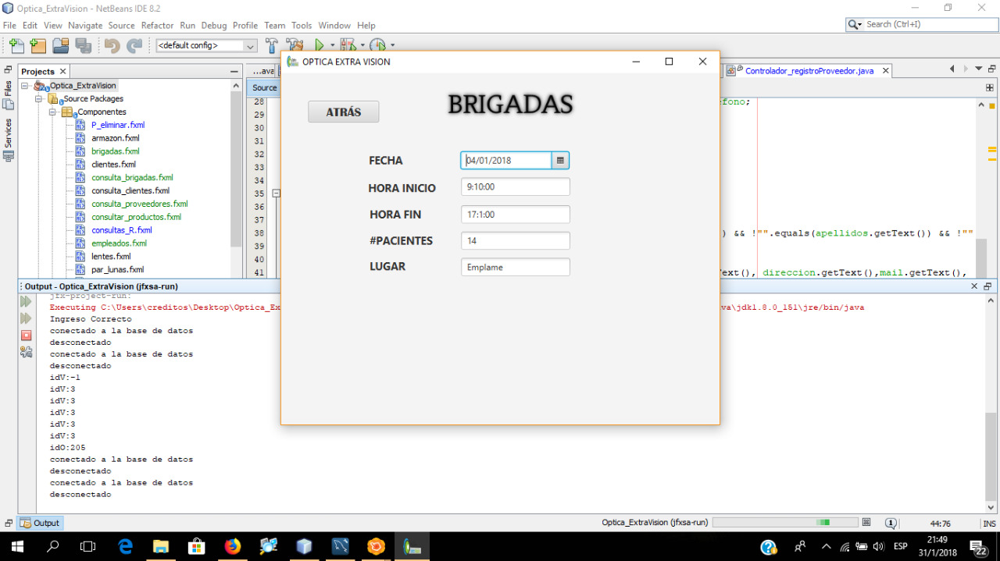 Optica_ExtraVision - NetBeans IDE 8.2
File Edit View Navigate Source Refactor Run Debug Profile Team Tools Window Help
Search (Ctrl+I)
<default config>
Projects
...ava
Controlador_registroProveedor.java
Files
Services
Optica_ExtraVision
Source Packages
Componentes
P_eliminar.fxml
armazon.fxml
brigadas.fxml
clientes.fxml
consulta_brigadas.fxml
consulta_clientes.fxml
consulta_proveedores.fxml
consultar_productos.fxml
consultas_R.fxml
empleados.fxml
lentes.fxml
par_lunas.fxml
Source
28
29
30
31
32
33
34
35
36
37
38
39
40
41
fono;
) && !"".equals(apellidos.getText()) && !""
ext(), direccion.getText(),mail.getText(),
OPTICA EXTRA VISION
ATRÁS
BRIGADAS
FECHA 04/01/2018
HORA INICIO 9:10:00
HORA FIN 17:1:00
#PACIENTES 14
LUGAR Emplame
Output - Optica_ExtraVision (jfxsa-run)
jfx-project-run:
Executing C:\Users\creditos\Desktop\Optica_Ex
va\jdk1.8.0_151\jre/bin/java
Ingreso Correcto
conectado a la base de datos
desconectado
conectado a la base de datos
desconectado
idV:-1
idV:3
idV:3
idV:3
idV:3
idV:3
idO:205
conectado a la base de datos
desconectado
conectado a la base de datos
desconectado
Output
Optica_ExtraVision (jfxsa-run)
1
44:76
INS
ESP
21:49
31/1/2018
22